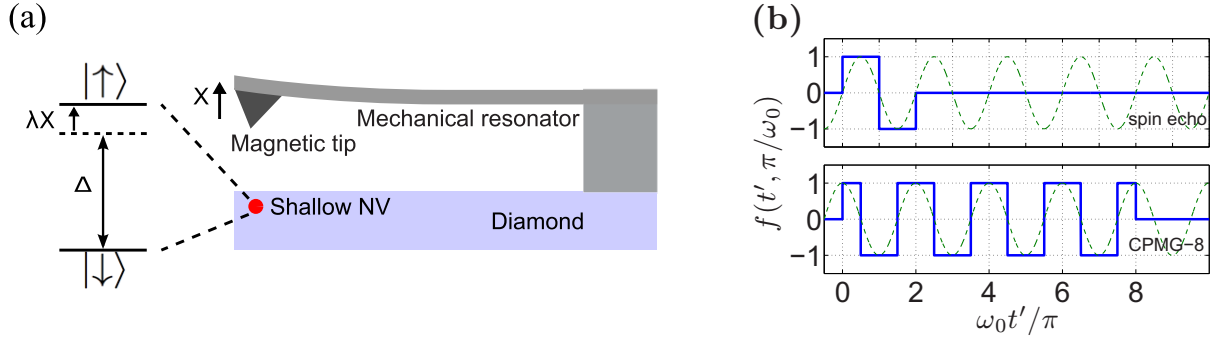 (a)
|↑⟩
λX
Δ
|↓⟩
X
Magnetic tip
Mechanical resonator
Shallow NV
Diamond
(b)
f(t′, π/ω₀)
1
0
−1
spin echo
1
0
−1
CPMG−8
0 2 4 6 8
ω₀t′/π